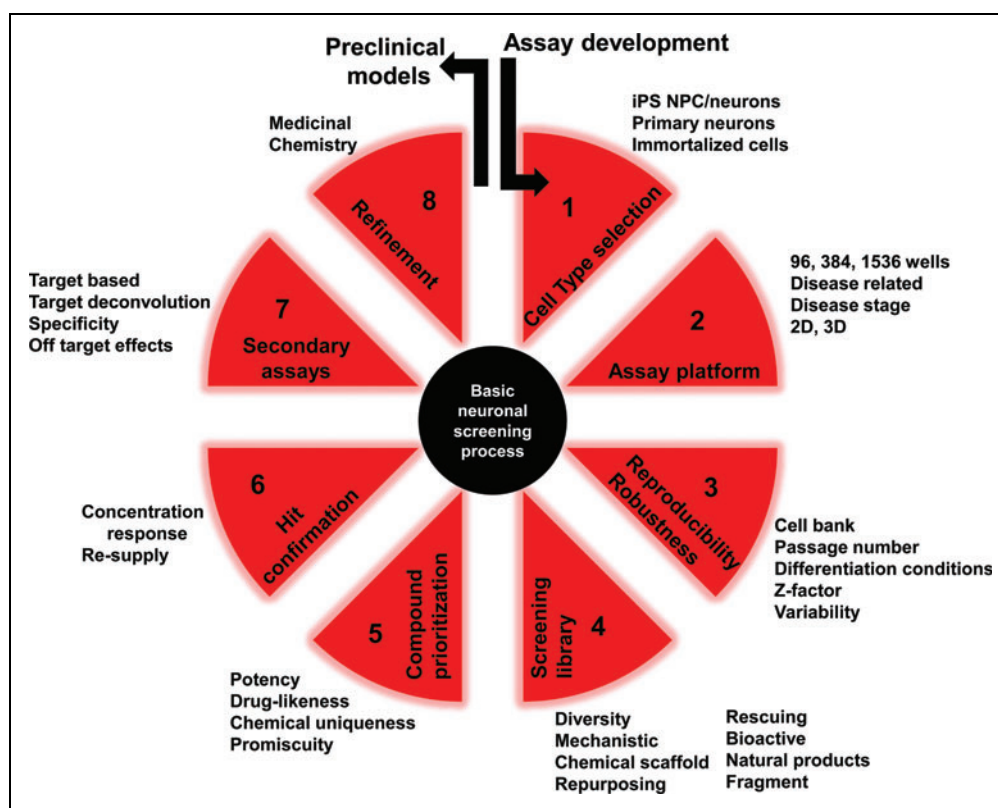 Preclinical
models
Assay development
iPS NPC/neurons
Primary neurons
Immortalized cells
1
Cell Type selection
96, 384, 1536 wells
Disease related
Disease stage
2D, 3D
2
Assay platform
3
Reproducibility
Robustness
Cell bank
Passage number
Differentiation conditions
Z-factor
Variability
4
Screening
library
Diversity
Mechanistic
Chemical scaffold
Repurposing
Rescuing
Bioactive
Natural products
Fragment
5
Compound
prioritization
Potency
Drug-likeness
Chemical uniqueness
Promiscuity
6
Hit
confirmation
Concentration
response
Re-supply
7
Secondary
assays
Target based
Target deconvolution
Specificity
Off target effects
8
Refinement
Medicinal
Chemistry
Basic
neuronal
screening
process